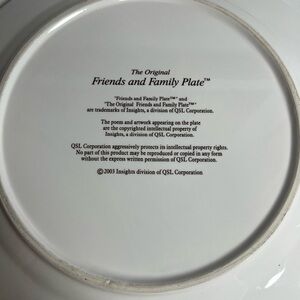 The Original
Friends and Family Plate™
"Friends and Family Plate™" and
"The Original Friends and Family Plate™"
are trademarks of Insights, a division of QSL Corporation.
The poem and artwork appearing on the plate
are the copyrighted intellectual property of
Insights, a division of QSL Corporation.
QSL Corporation aggressively protects its intellectual property rights.
No part of this product may be reproduced or copied in any form
without the express written permission of QSL Corporation.
©2003 Insights division of QSL Corporation